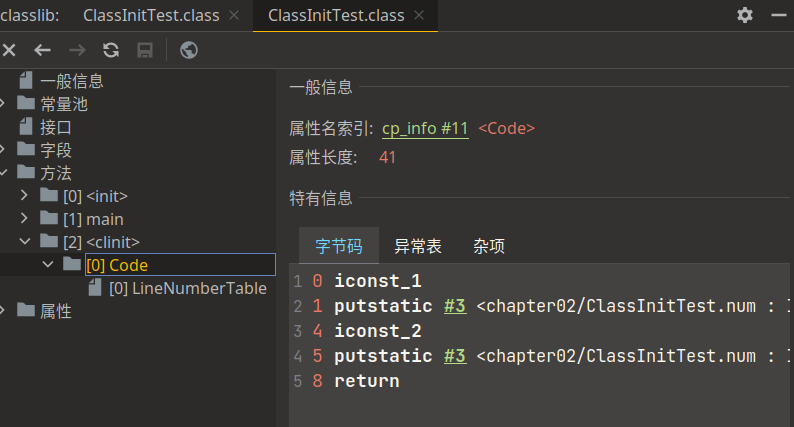 classlib: ClassInitTest.class ClassInitTest.class
一般信息
常量池
接口
字段
方法
[0] <init>
[1] main
[2] <clinit>
[0] Code
[0] LineNumberTable
属性
一般信息
属性名索引: cp_info #11 <Code>
属性长度: 41
特有信息
字节码 异常表 杂项
1 0 iconst_1
2 1 putstatic #3 <chapter02/ClassInitTest.num :
3 4 iconst_2
4 5 putstatic #3 <chapter02/ClassInitTest.num :
5 8 return